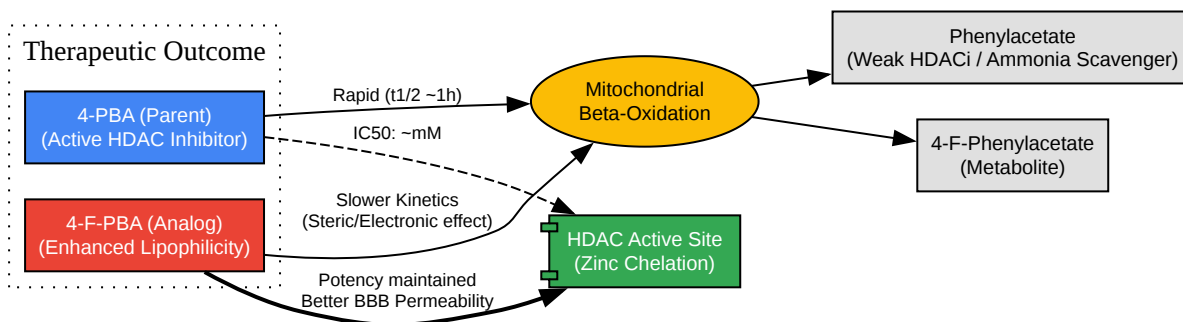 Therapeutic Outcome
4-PBA (Parent)
(Active HDAC Inhibitor)
4-F-PBA (Analog)
(Enhanced Lipophilicity)
Rapid (t1/2 ~1h)
IC50: ~mM
Slower Kinetics
(Steric/Electronic effect)
Potency maintained
Better BBB Permeability
Mitochondrial
Beta-Oxidation
HDAC Active Site
(Zinc Chelation)
Phenylacetate
(Weak HDACi / Ammonia Scavenger)
4-F-Phenylacetate
(Metabolite)